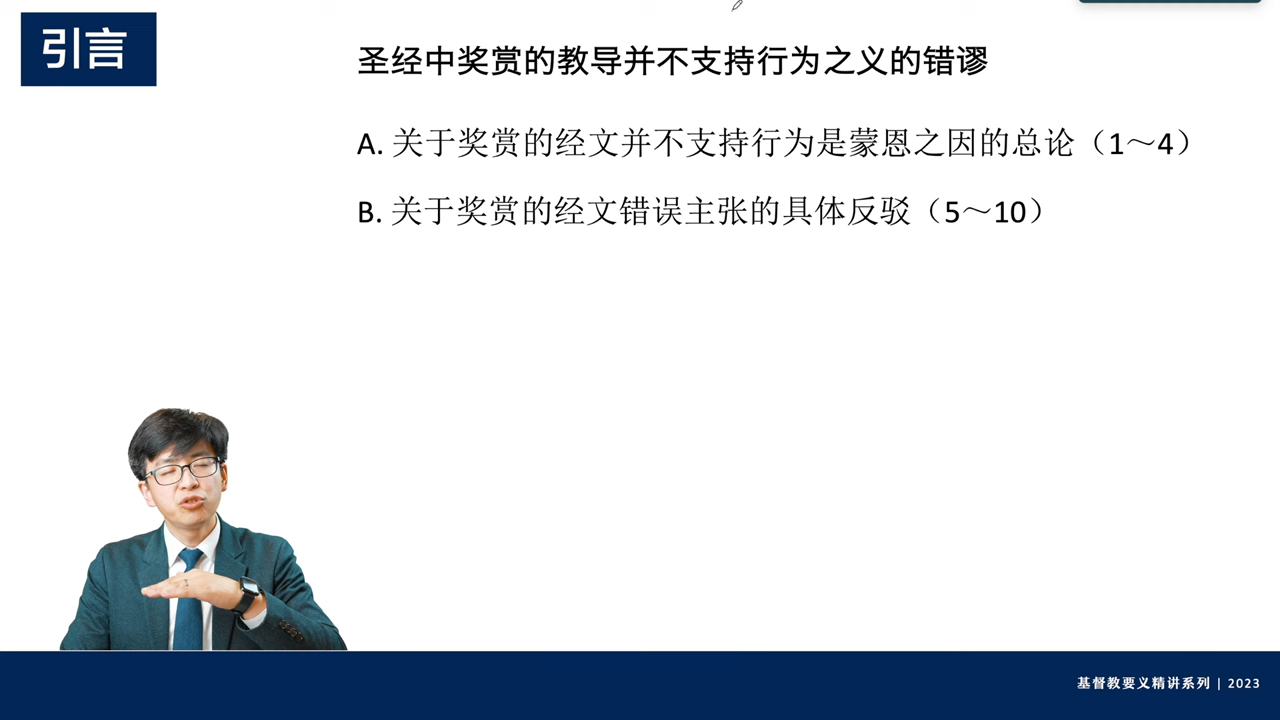 引言
圣经中奖赏的教导并不支持行为之义的错谬
A. 关于奖赏的经文并不支持行为是蒙恩之因的总论（1～4）
B. 关于奖赏的经文错误主张的具体反驳（5～10）
基督教要义精讲系列 | 2023